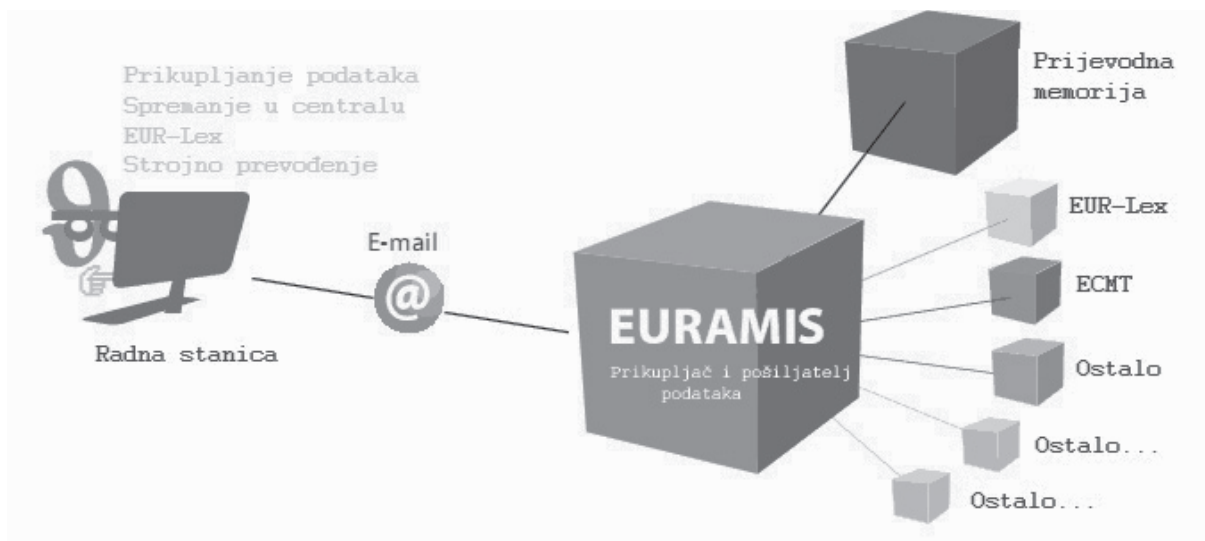 Prikupljanje podataka
Spremanje u centralu
EUR-Lex
Strojno prevođenje
Radna stanica
E-mail
@
EURAMIS
Prikupljač i pošiljatelj
podataka
Prijevodna
memorija
EUR-Lex
ECMT
Ostalo
Ostalo...
Ostalo...